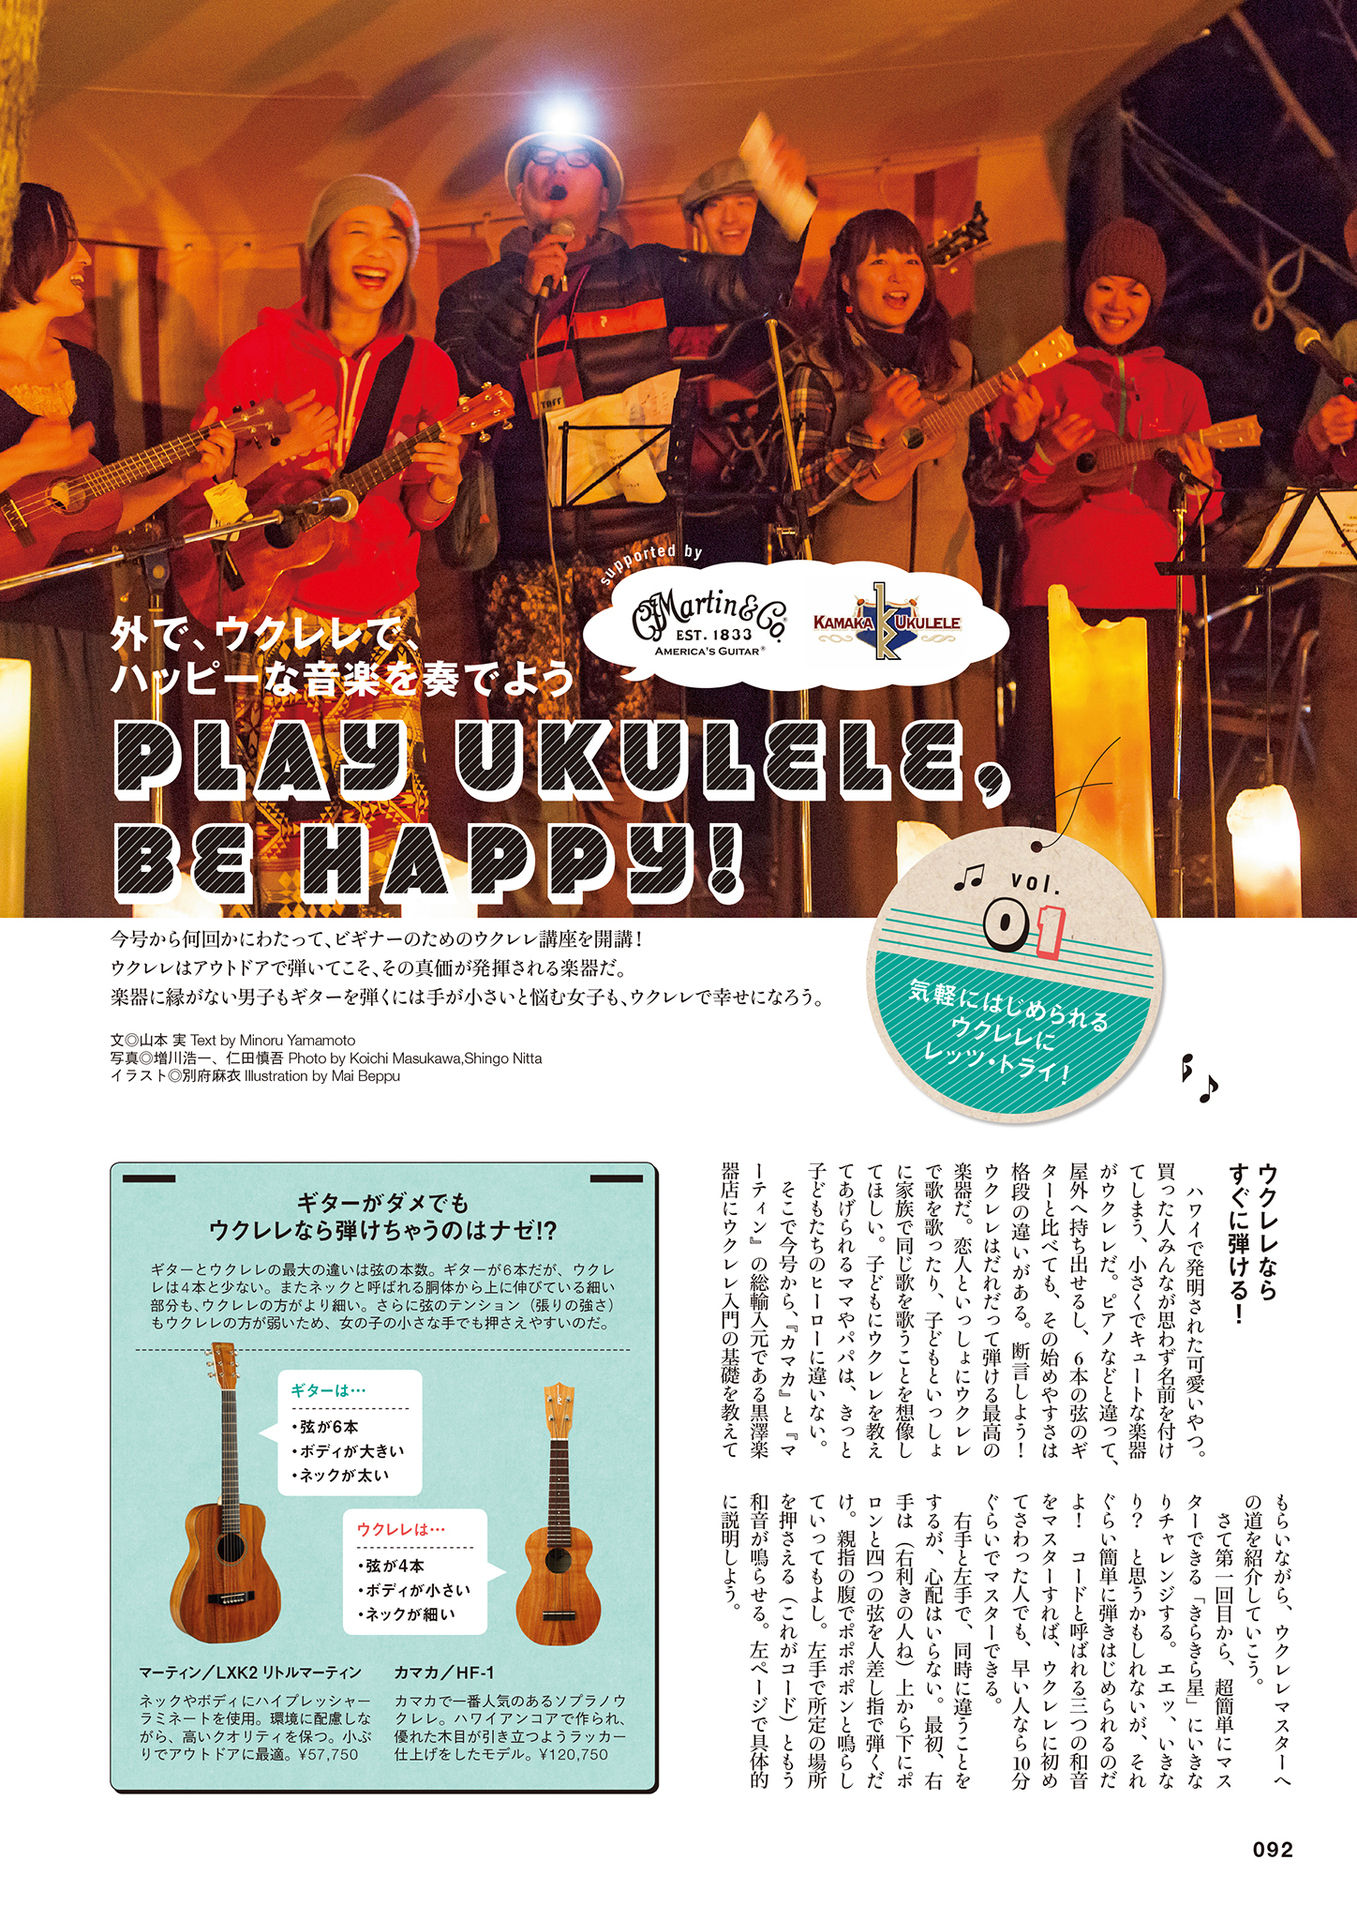 supported by
Martin & Co.
EST. 1833
AMERICA'S GUITAR®
KAMAKA UKULELE
外で、ウクレレで、
ハッピーな音楽を奏でよう
PLAY UKULELE,
BE HAPPY!
vol.
01
気軽にはじめられる
ウクレレに
レッツ・トライ!
今号から何回かにわたって、ビギナーのためのウクレレ講座を開講!
ウクレレはアウトドアで弾いてこそ、その真価が発揮される楽器だ。
楽器に縁がない男子もギターを弾くには手が小さいと悩む女子も、ウクレレで幸せになろう。
文◎山本 実 Text by Minoru Yamamoto
写真◎増川浩一、仁田慎吾 Photo by Koichi Masukawa,Shingo Nitta
イラスト◎別府麻衣 Illustration by Mai Beppu
ウクレレなら
すぐに弾ける!
ハワイで発明された可愛いやつ。
買った人みんなが思わず名前を付け
てしまう、小さくてキュートな楽器
がウクレレだ。ピアノなどと違って、
屋外へ持ち出せるし、6本の弦のギ
ターと比べても、その始めやすさは
格段の違いがある。断言しよう!
ウクレレはだれだって弾ける最高の
楽器だ。恋人といっしょにウクレレ
で歌を歌ったり、子どもといっしょ
に家族で同じ歌を歌うことを想像し
てほしい。子どもにウクレレを教え
てあげられるママやパパは、きっと
子どもたちのヒーローに違いない。
そこで今号から、『カマカ』と『マ
ーティン』の総輸入元である黒澤楽
器店にウクレレ入門の基礎を教えて
もらいながら、ウクレレマスターへ
の道を紹介していこう。
さて第一回目から、超簡単にマス
ターできる「きらきら星」にいきな
りチャレンジする。エエッ、いきな
り? と思うかもしれないが、それ
ぐらい簡単に弾きはじめられるのだ
よ! コードと呼ばれる三つの和音
をマスターすれば、ウクレレに初め
てさわった人でも、早い人なら10分
ぐらいでマスターできる。
右手と左手で、同時に違うことを
するが、心配はいらない。最初、右
手は(右利きの人ね)上から下にポ
ロンと四つの弦を人差し指で弾くだ
け。親指の腹でポポポポンと鳴らし
ていってもよし。左手で所定の場所
を押さえる(これがコード)ともう
和音が鳴らせる。左ページで具体的
に説明しよう。
ギターがダメでも
ウクレレなら弾けちゃうのはナゼ!?
ギターとウクレレの最大の違いは弦の本数。ギターが6本だが、ウクレ
レは4本と少ない。またネックと呼ばれる胴体から上に伸びている細い
部分も、ウクレレの方がより細い。さらに弦のテンション(張りの強さ)
もウクレレの方が弱いため、女の子の小さな手でも押さえやすいのだ。
ギターは…
・弦が6本
・ボディが大きい
・ネックが太い
ウクレレは…
・弦が4本
・ボディが小さい
・ネックが細い
マーティン/LXK2 リトルマーティン
ネックやボディにハイプレッシャー
ラミネートを使用。環境に配慮しな
がら、高いクオリティを保つ。小ぶ
りでアウトドアに最適。¥57,750
カマカ/HF-1
カマカで一番人気のあるソプラノウ
クレレ。ハワイアンコアで作られ、
優れた木目が引き立つようラッカー
仕上げをしたモデル。¥120,750
092